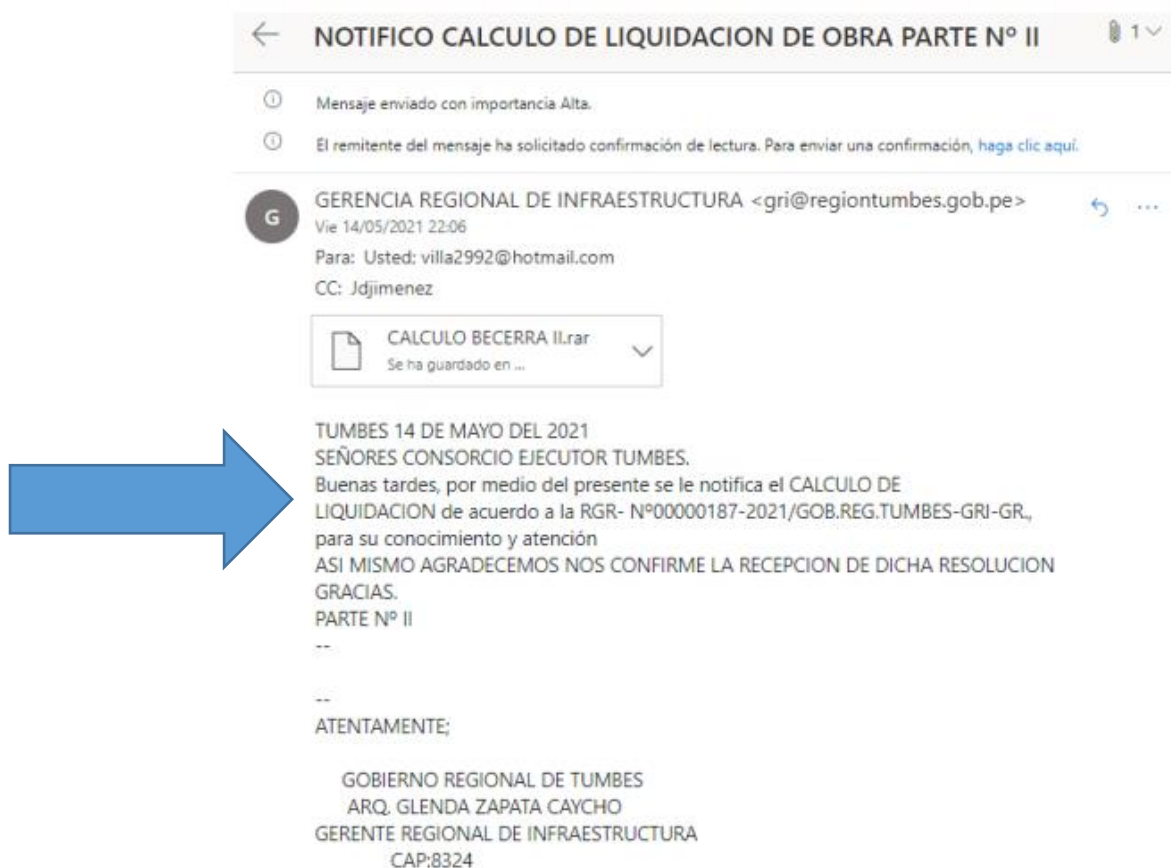 NOTIFICO CALCULO DE LIQUIDACION DE OBRA PARTE Nº II
1
Mensaje enviado con importancia Alta.
El remitente del mensaje ha solicitado confirmación de lectura. Para enviar una confirmación, haga clic aquí.
G
GERENCIA REGIONAL DE INFRAESTRUCTURA <gri@regiontumbes.gob.pe>
Vie 14/05/2021 22:06
Para: Usted; villa2992@hotmail.com
CC: Jdjimenez
CALCULO BECERRA II.rar
Se ha guardado en ...
TUMBES 14 DE MAYO DEL 2021
SEÑORES CONSORCIO EJECUTOR TUMBES.
Buenas tardes, por medio del presente se le notifica el CALCULO DE
LIQUIDACION de acuerdo a la RGR- Nº00000187-2021/GOB.REG.TUMBES-GRI-GR.,
para su conocimiento y atención
ASI MISMO AGRADECEMOS NOS CONFIRME LA RECEPCION DE DICHA RESOLUCION
GRACIAS.
PARTE Nº II
--
--
ATENTAMENTE;
GOBIERNO REGIONAL DE TUMBES
ARQ. GLENDA ZAPATA CAYCHO
GERENTE REGIONAL DE INFRAESTRUCTURA
CAP:8324